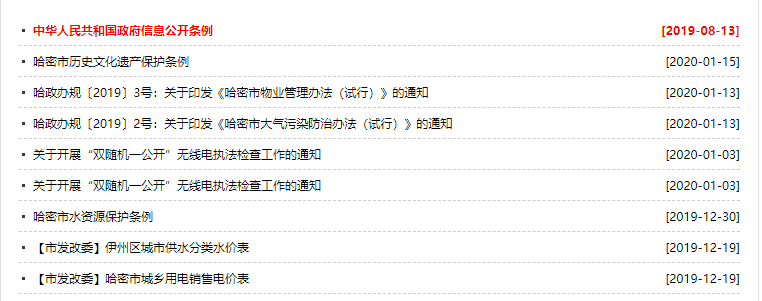 中华人民共和国政府信息公开条例 [2019-08-13]
哈密市历史文化遗产保护条例 [2020-01-15]
哈政办规〔2019〕3号：关于印发《哈密市物业管理办法（试行）》的通知 [2020-01-13]
哈政办规〔2019〕2号：关于印发《哈密市大气污染防治办法（试行）》的通知 [2020-01-13]
关于开展“双随机一公开”无线电执法检查工作的通知 [2020-01-03]
关于开展“双随机一公开”无线电执法检查工作的通知 [2020-01-03]
哈密市水资源保护条例 [2019-12-30]
【市发改委】伊州区城市供水分类水价表 [2019-12-19]
【市发改委】哈密市城乡用电销售电价表 [2019-12-19]